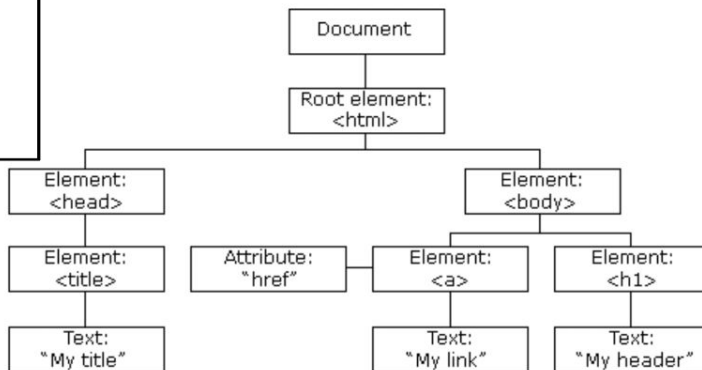 Document
Root element:
<html>
Element:
<head>
Element:
<body>
Element:
<title>
Attribute:
"href"
Element:
<a>
Element:
<h1>
Text:
"My title"
Text:
"My link"
Text:
"My header"